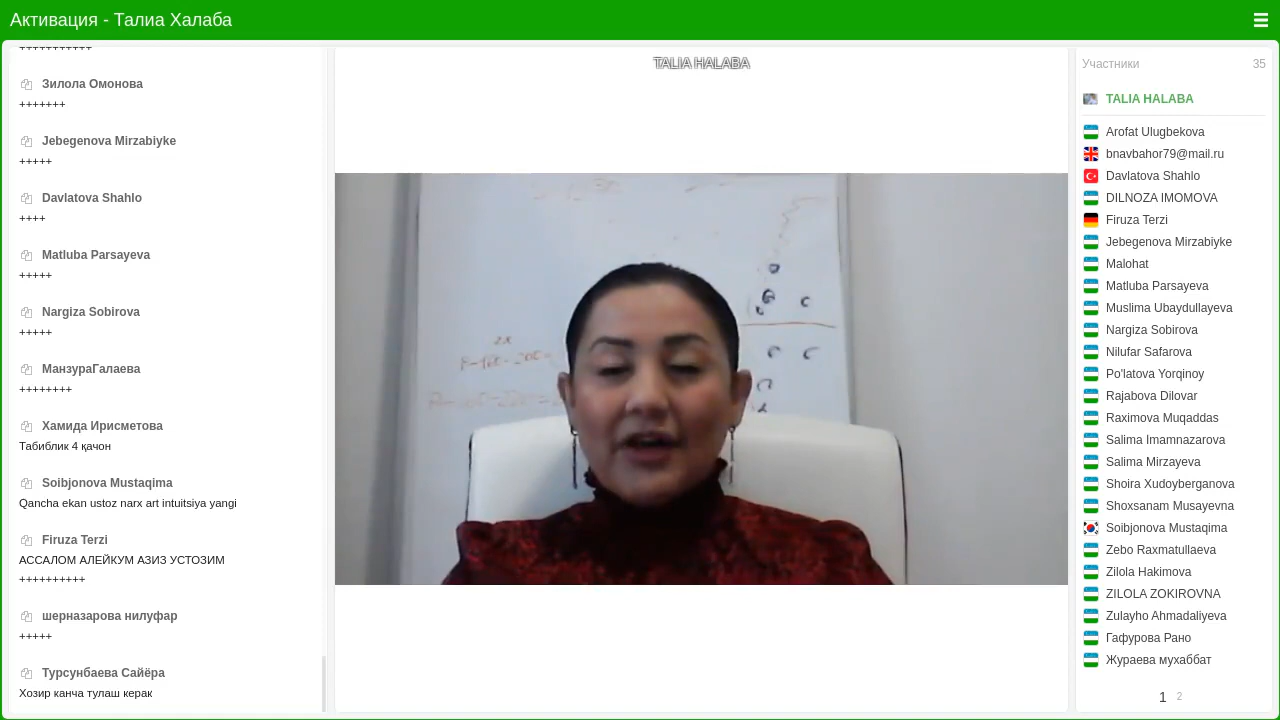 Активация - Талиа Халаба
+++++++++++
Зилола Омонова
+++++++
Jebegenova Mirzabiyke
+++++
Davlatova Shahlo
++++
Matluba Parsayeva
+++++
Nargiza Sobirova
+++++
МанзураГалаева
++++++++
Хамида Ирисметова
Табиблик 4 қачон
Soibjonova Mustaqima
Qancha ekan ustoz narx art intuitsiya yangi
Firuza Terzi
АССАЛОМ АЛЕЙКУМ АЗИЗ УСТОЗИМ
++++++++++
шерназарова нилуфар
+++++
Турсунбаева Сайёра
Хозир канча тулаш керак
TALIA HALABA
Участники 35
TALIA HALABA
Arofat Ulugbekova
bnavbahor79@mail.ru
Davlatova Shahlo
DILNOZA IMOMOVA
Firuza Terzi
Jebegenova Mirzabiyke
Malohat
Matluba Parsayeva
Muslima Ubaydullayeva
Nargiza Sobirova
Nilufar Safarova
Po'latova Yorqinoy
Rajabova Dilovar
Raximova Muqaddas
Salima Imamnazarova
Salima Mirzayeva
Shoira Xudoyberganova
Shoxsanam Musayevna
Soibjonova Mustaqima
Zebo Raxmatullaeva
Zilola Hakimova
ZILOLA ZOKIROVNA
Zulayho Ahmadaliyeva
Гафурова Рано
Жураева мухаббат
1 2